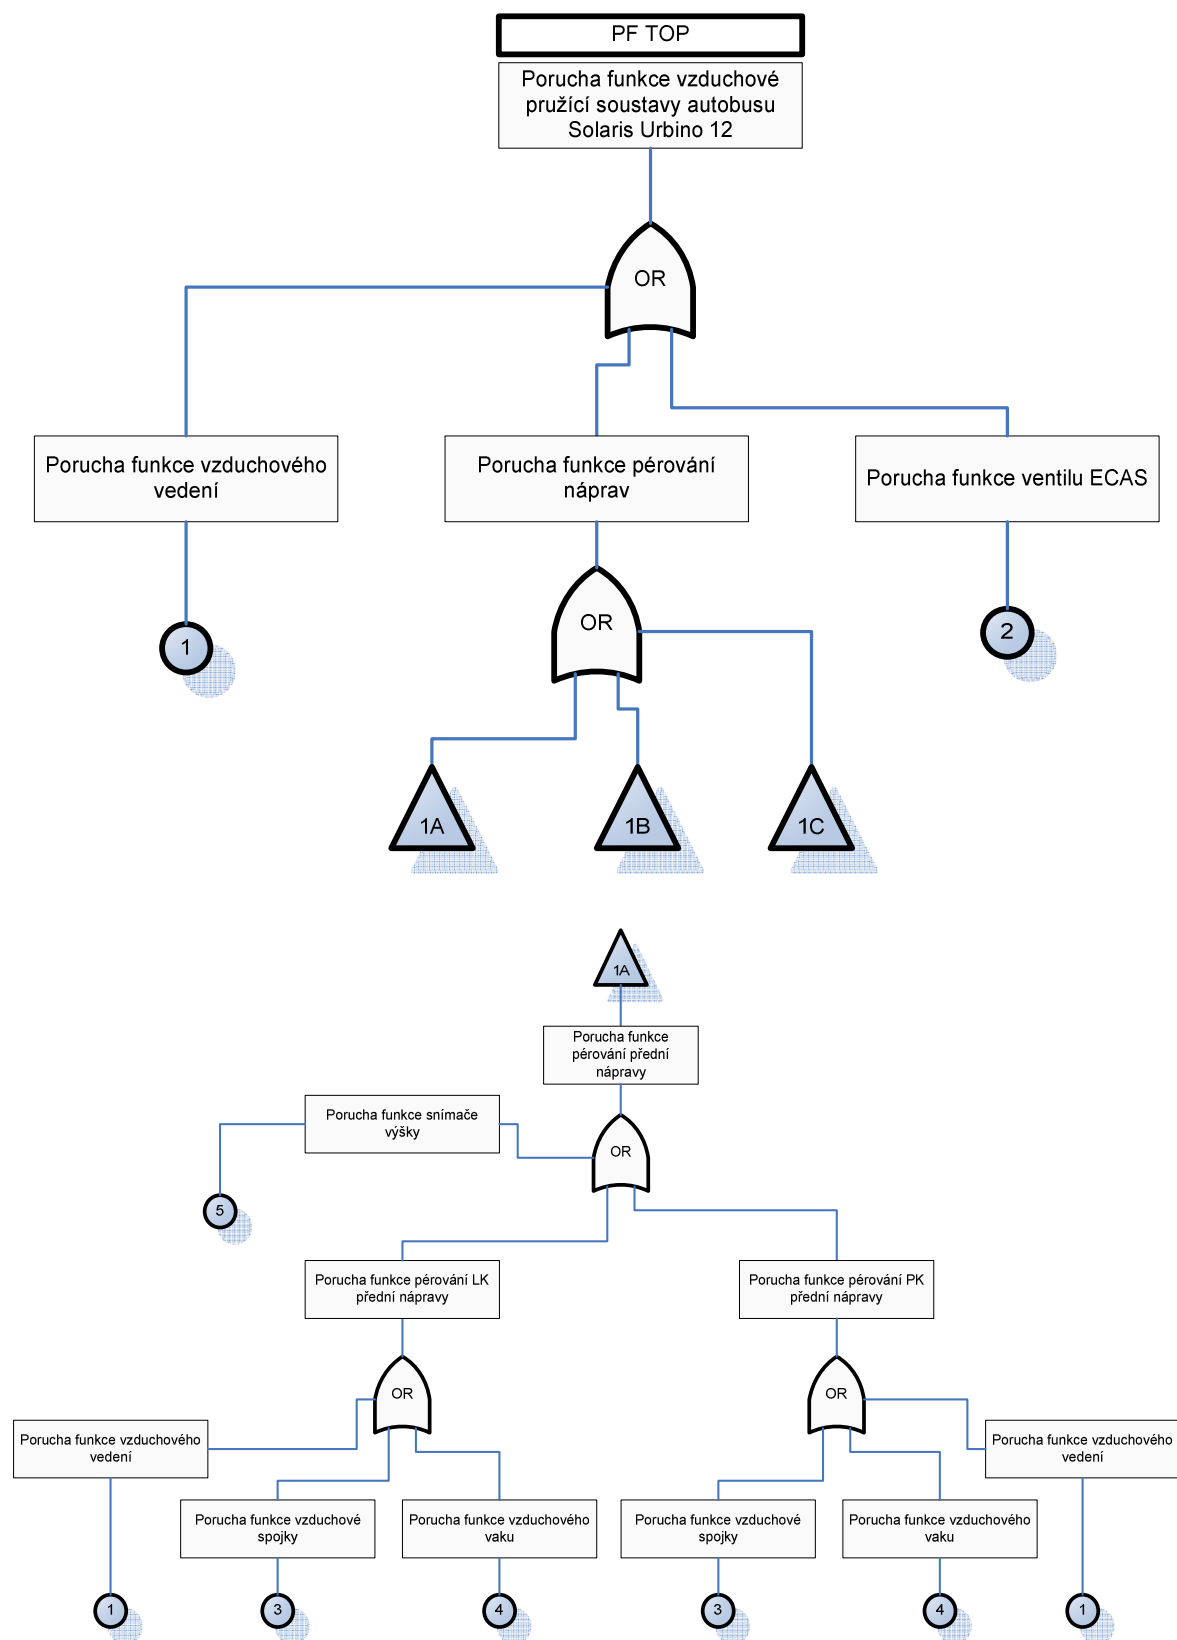 PF TOP
Porucha funkce vzduchové
pružící soustavy autobusu
Solaris Urbino 12
OR
Porucha funkce vzduchového
vedení
Porucha funkce pérování
náprav
Porucha funkce ventilu ECAS
OR
1
2
1A
1B
1C
1A
Porucha funkce
pérování přední
nápravy
Porucha funkce snímače
výšky
OR
5
Porucha funkce pérování LK
přední nápravy
Porucha funkce pérování PK
přední nápravy
OR
OR
Porucha funkce vzduchového
vedení
Porucha funkce vzduchového
vedení
Porucha funkce vzduchové
spojky
Porucha funkce vzduchového
vaku
Porucha funkce vzduchové
spojky
Porucha funkce vzduchového
vaku
1
3
4
3
4
1